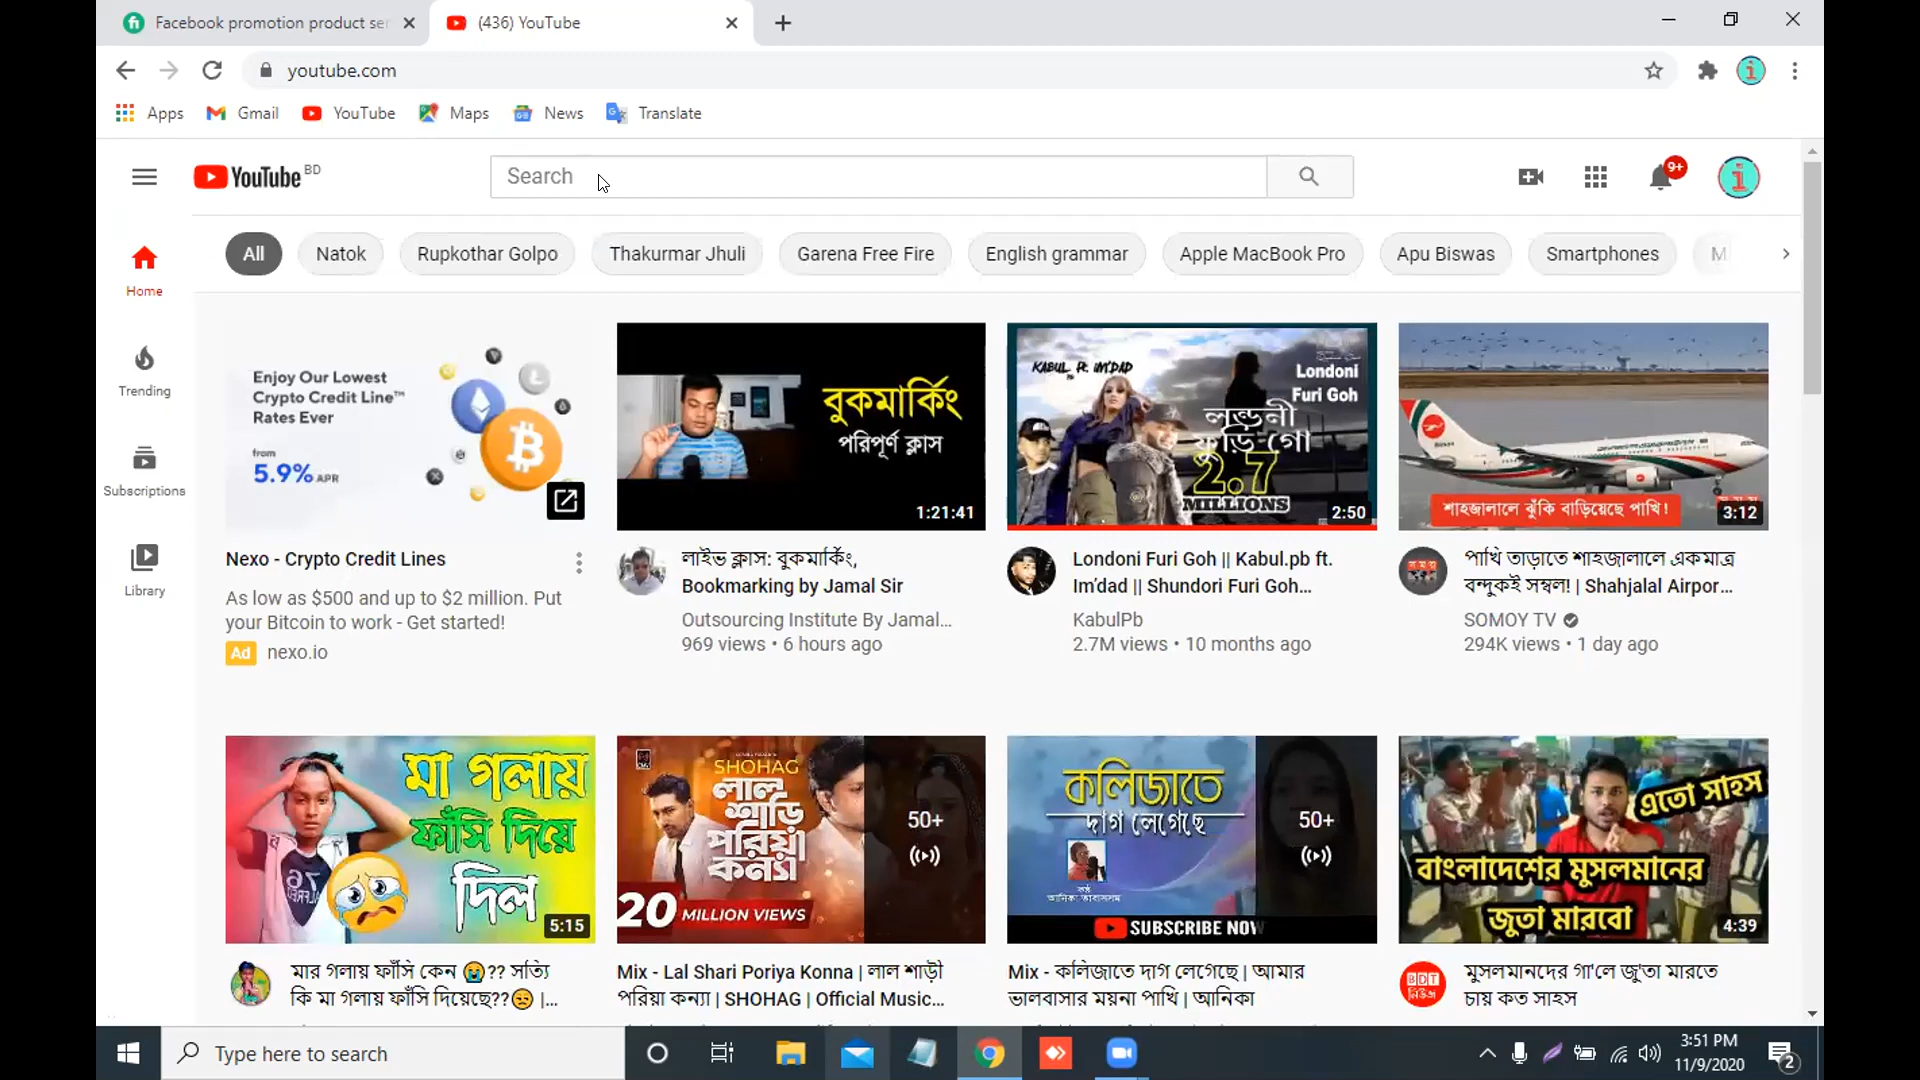 Facebook promotion product ser
(436) YouTube
youtube.com
Apps
Gmail
YouTube
Maps
News
Translate
YouTube BD
Search
9+
All
Natok
Rupkothar Golpo
Thakurmar Jhuli
Garena Free Fire
English grammar
Apple MacBook Pro
Apu Biswas
Smartphones
M
Home
Trending
Subscriptions
Library
Enjoy Our Lowest
Crypto Credit Line™
Rates Ever
from
5.9% APR
Nexo - Crypto Credit Lines
As low as $500 and up to $2 million. Put
your Bitcoin to work - Get started!
Ad nexo.io
বুকমার্কিং
পরিপূর্ণ ক্লাস
1:21:41
লাইভ ক্লাস: বুকমার্কিং,
Bookmarking by Jamal Sir
Outsourcing Institute By Jamal...
969 views • 6 hours ago
KABUL Ft. IM'DAD
Londoni
Furi Goh
লন্ডনী
ফুড়ি গো
2.7
MILLIONS
2:50
Londoni Furi Goh || Kabul.pb ft.
Im'dad || Shundori Furi Goh...
KabulPb
2.7M views • 10 months ago
শাহজালালে ঝুঁকি বাড়িয়েছে পাখি!
3:12
পাখি তাড়াতে শাহজালালে একমাত্র
বন্দুকই সম্বল! | Shahjalal Airpor...
SOMOY TV
294K views • 1 day ago
মা গলায়
ফাঁসি দিয়ে
দিল
5:15
মার গলায় ফাঁসি কেন 😭?? সত্যি
কি মা গলায় ফাঁসি দিয়েছে??😔 |...
SHOHAG
লাল
শাড়ি
পরিয়া
কন্যা
20 MILLION VIEWS
50+
Mix - Lal Shari Poriya Konna | লাল শাড়ী
পরিয়া কন্যা | SHOHAG | Official Music...
কলিজাতে
দাগ লেগেছে
কন্ঠ
আনিকা তাবাসসুম
SUBSCRIBE NOW
50+
Mix - কলিজাতে দাগ লেগেছে | আমার
ভালবাসার ময়না পাখি | আনিকা
এতো সাহস
বাংলাদেশের মুসলমানের
জুতা মারবো
4:39
মুসলমানদের গা'লে জু'তা মারতে
চায় কত সাহস
Type here to search
3:51 PM
11/9/2020
2